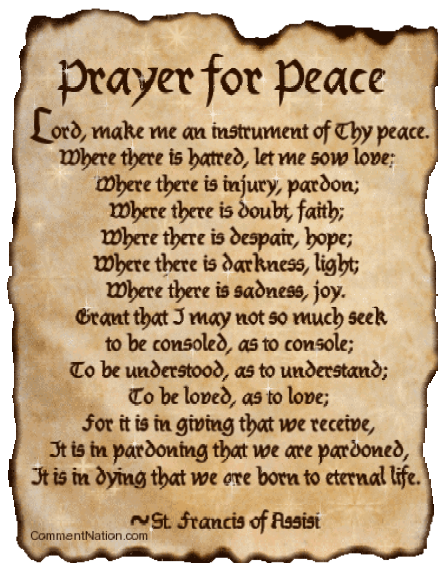 Prayer for Peace
Lord, make me an instrument of Thy peace.
Where there is hatred, let me sow love;
Where there is injury, pardon;
Where there is doubt, faith;
Where there is despair, hope;
Where there is darkness, light;
Where there is sadness, joy.
Grant that I may not so much seek
to be consoled, as to console;
To be understood, as to understand;
To be loved, as to love;
For it is in giving that we receive,
It is in pardoning that we are pardoned,
It is in dying that we are born to eternal life.
~St. Francis of Assisi
CommentNation.com